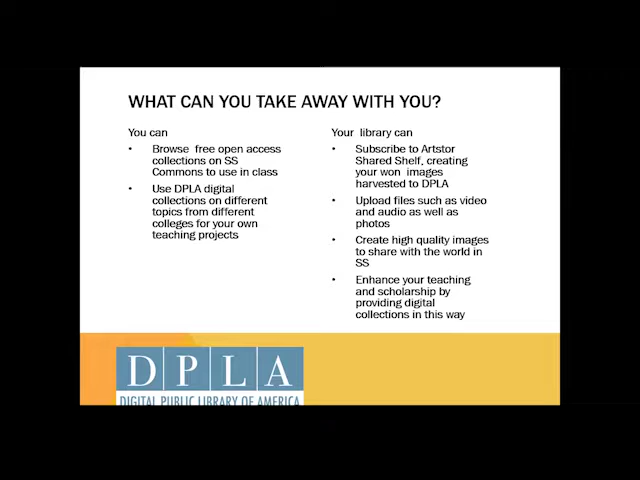 WHAT CAN YOU TAKE AWAY WITH YOU?
You can
• Browse free open access
collections on SS
Commons to use in class
• Use DPLA digital
collections on different
topics from different
colleges for your own
teaching projects
Your library can
• Subscribe to Artstor
Shared Shelf, creating
your won images
harvested to DPLA
• Upload files such as video
and audio as well as
photos
• Create high quality images
to share with the world in
SS
• Enhance your teaching
and scholarship by
providing digital
collections in this way
DPLA
DIGITAL PUBLIC LIBRARY OF AMERICA